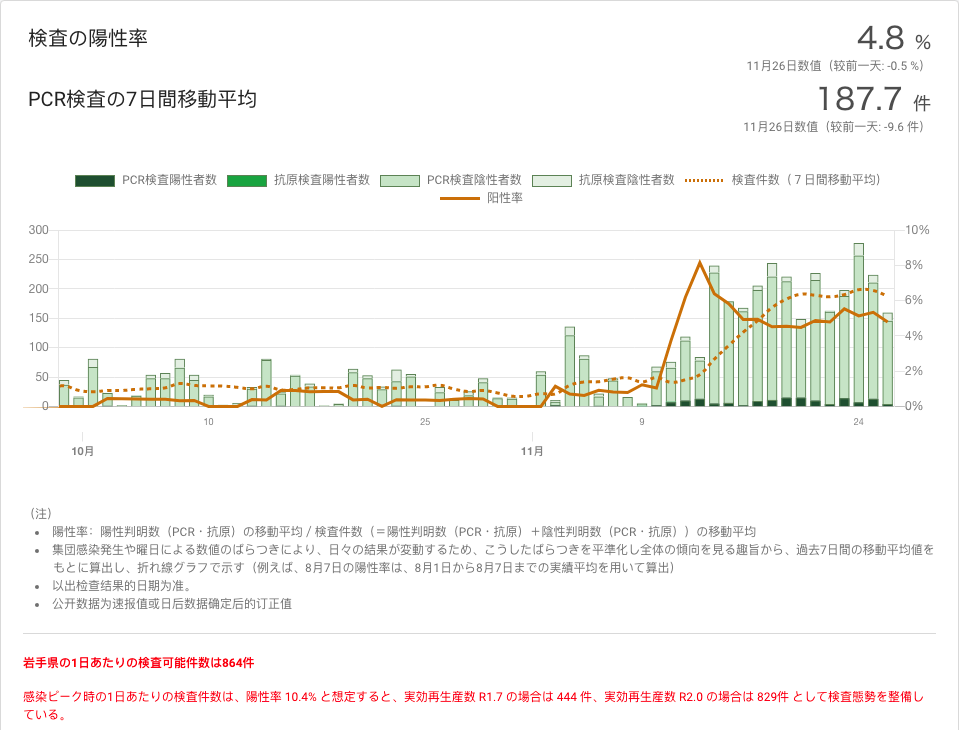 検査の陽性率
4.8 %
11月26日数值（较前一天: -0.5 %）
PCR検査の7日間移動平均
187.7 件
11月26日数值（较前一天: -9.6 件）
PCR検査陽性者数 抗原検査陽性者数 PCR検査陰性者数 抗原検査陰性者数 検査件数（７日間移動平均）
阳性率
300 10%
250 8%
200 6%
150 4%
100 2%
50 0%
0
10 25 9 24
10月 11月
（注）
• 陽性率：陽性判明数（PCR・抗原）の移動平均 / 検査件数（＝陽性判明数（PCR・抗原）＋陰性判明数（PCR・抗原））の移動平均
• 集団感染発生や曜日による数値のばらつきにより、日々の結果が変動するため、こうしたばらつきを平準化し全体の傾向を見る趣旨から、過去7日間の移動平均値を
もとに算出し、折れ線グラフで示す（例えば、8月7日の陽性率は、8月1日から8月7日までの実績平均を用いて算出）
• 以出检查结果的日期为准。
• 公开数据为速报值或日后数据确定后的订正值
岩手県の1日あたりの検査可能件数は864件
感染ピーク時の1日あたりの検査件数は、陽性率 10.4% と想定すると、実効再生産数 R1.7 の場合は 444 件、実効再生産数 R2.0 の場合は 829件 として検査態勢を整備し
ている。